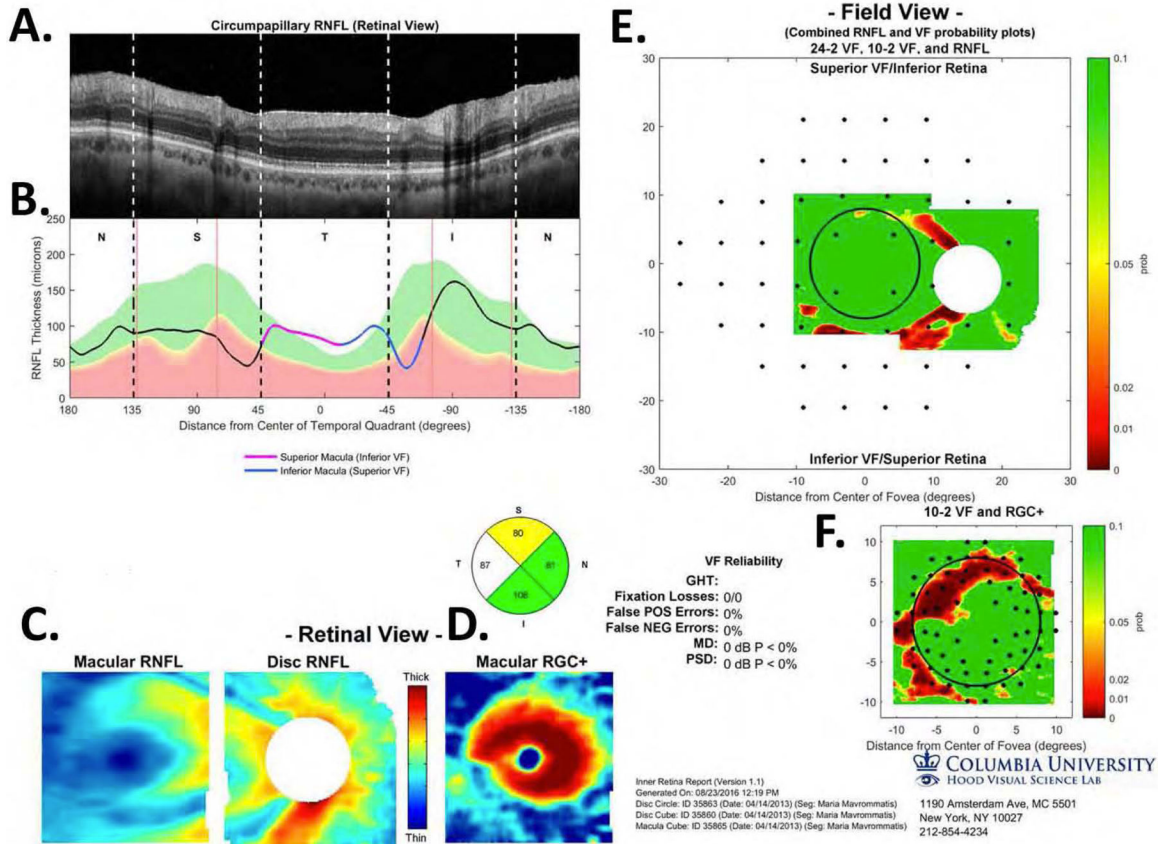 A.
Circumpapillary RNFL (Retinal View)
B.
250
200
150
100
50
0
RNFL Thickness (microns)
N
S
T
I
N
180
135
90
45
0
-45
-90
-135
-180
Distance from Center of Temporal Quadrant (degrees)
Superior Macula (Inferior VF)
Inferior Macula (Superior VF)
S
80
T
87
81
N
108
I
C.
- Retinal View -
Macular RNFL
Disc RNFL
Thick
Thin
D.
Macular RGC+
E.
- Field View -
(Combined RNFL and VF probability plots)
24-2 VF, 10-2 VF, and RNFL
Superior VF/Inferior Retina
30
20
10
0
-10
-20
-30
Inferior VF/Superior Retina
-30
-20
-10
0
10
20
30
Distance from Center of Fovea (degrees)
0.1
0.05
0.02
0.01
0
prob
VF Reliability
GHT:
Fixation Losses: 0/0
False POS Errors: 0%
False NEG Errors: 0%
MD: 0 dB P < 0%
PSD: 0 dB P < 0%
F.
10-2 VF and RGC+
10
5
0
-5
-10
-10
-5
0
5
10
Distance from Center of Fovea (degrees)
0.1
0.05
0.02
0.01
0
prob
Inner Retina Report (Version 1.1)
Generated On: 08/23/2016 12:19 PM
Disc Circle: ID 35863 (Date: 04/14/2013) (Seg: Maria Mavrommatis)
Disc Cube: ID 35860 (Date: 04/14/2013) (Seg: Maria Mavrommatis)
Macula Cube: ID 35865 (Date: 04/14/2013) (Seg: Maria Mavrommatis)
COLUMBIA UNIVERSITY
HOOD VISUAL SCIENCE LAB
1190 Amsterdam Ave, MC 5501
New York, NY 10027
212-854-4234